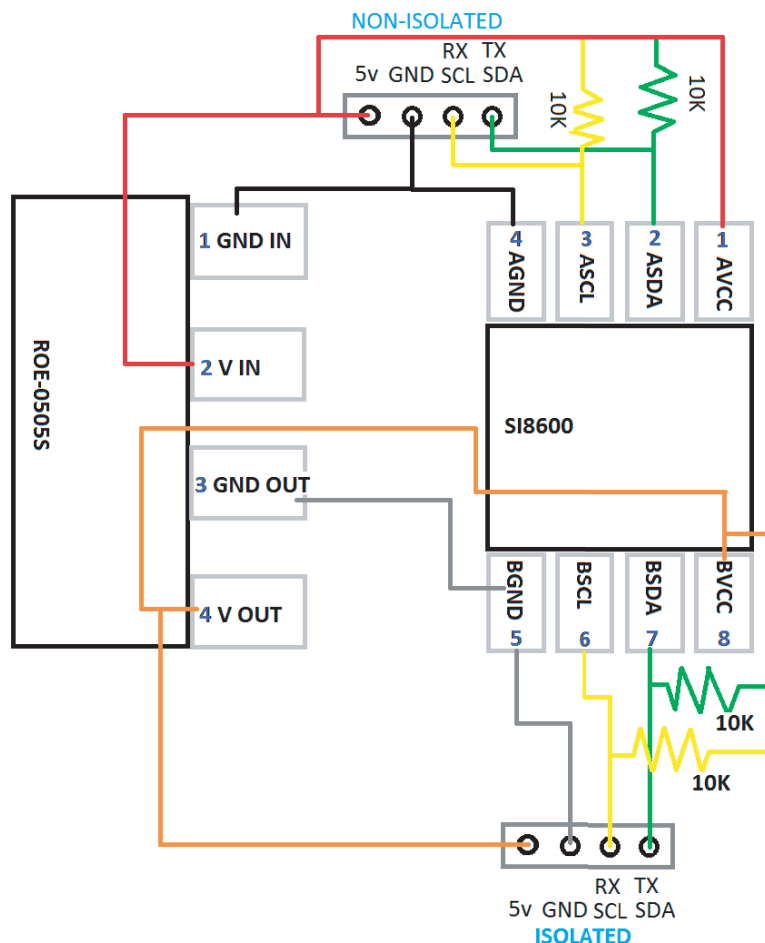 NON-ISOLATED
RX TX
5v GND SCL SDA
10K
10K
1 GND IN
2 V IN
3 GND OUT
4 V OUT
ROE-0505S
4 AGND
3 ASCL
2 ASDA
1 AVCC
SI8600
BGND 5
BSCL 6
BSDA 7
BVCC 8
10K
10K
RX TX
5v GND SCL SDA
ISOLATED